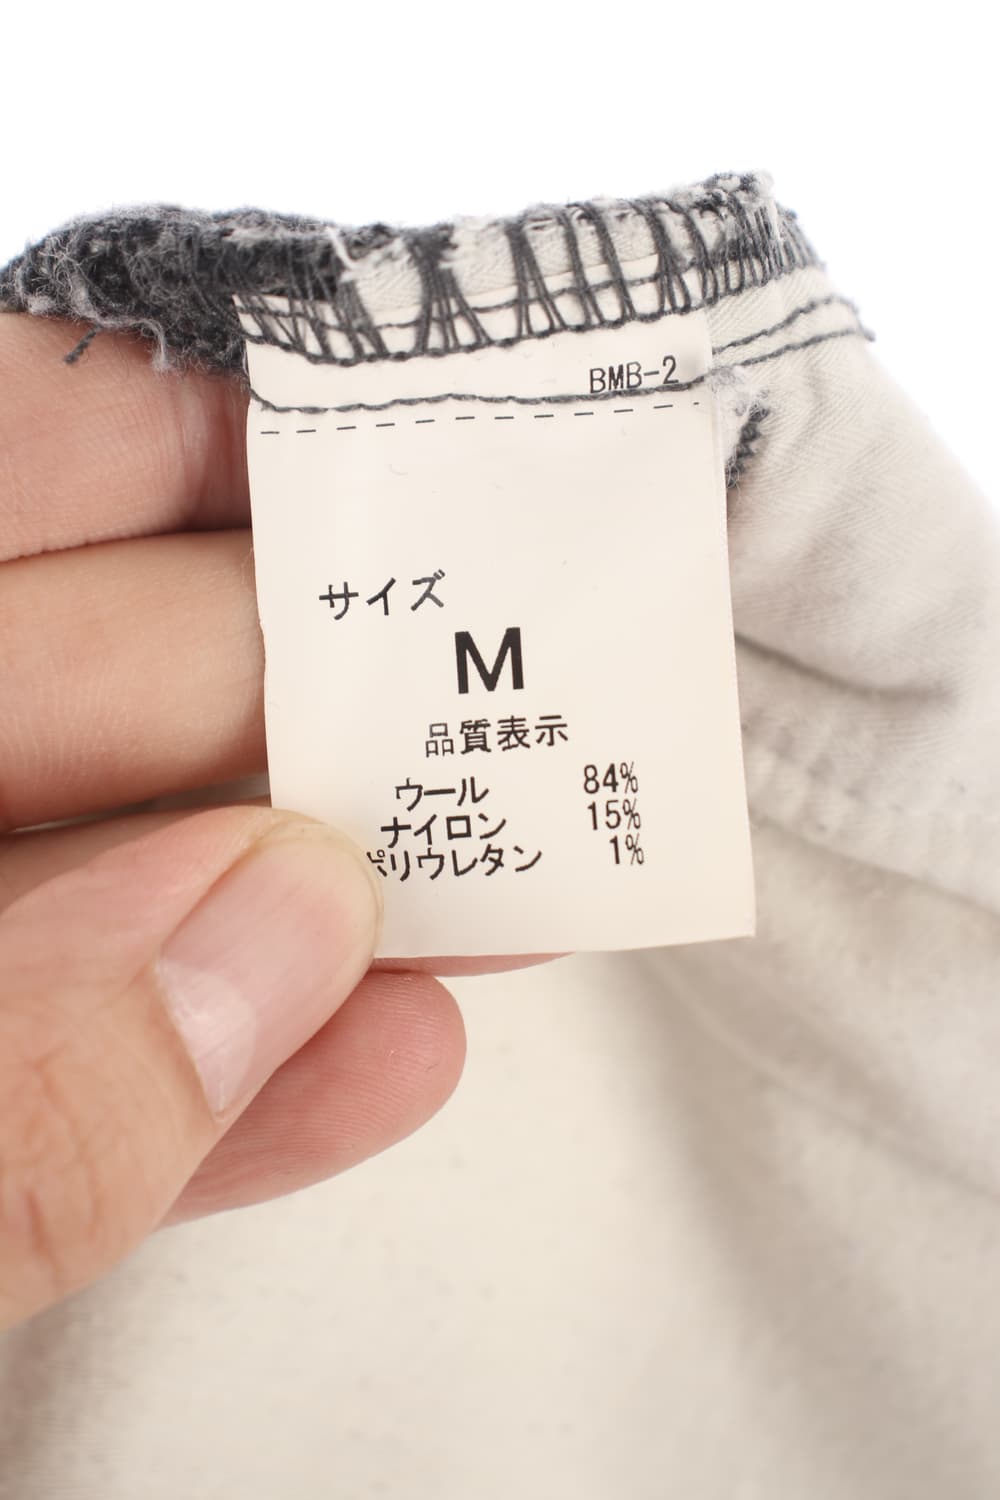 BMB-2
サイズ
M
品質表示
ウール 84%
ナイロン 15%
ポリウレタン 1%